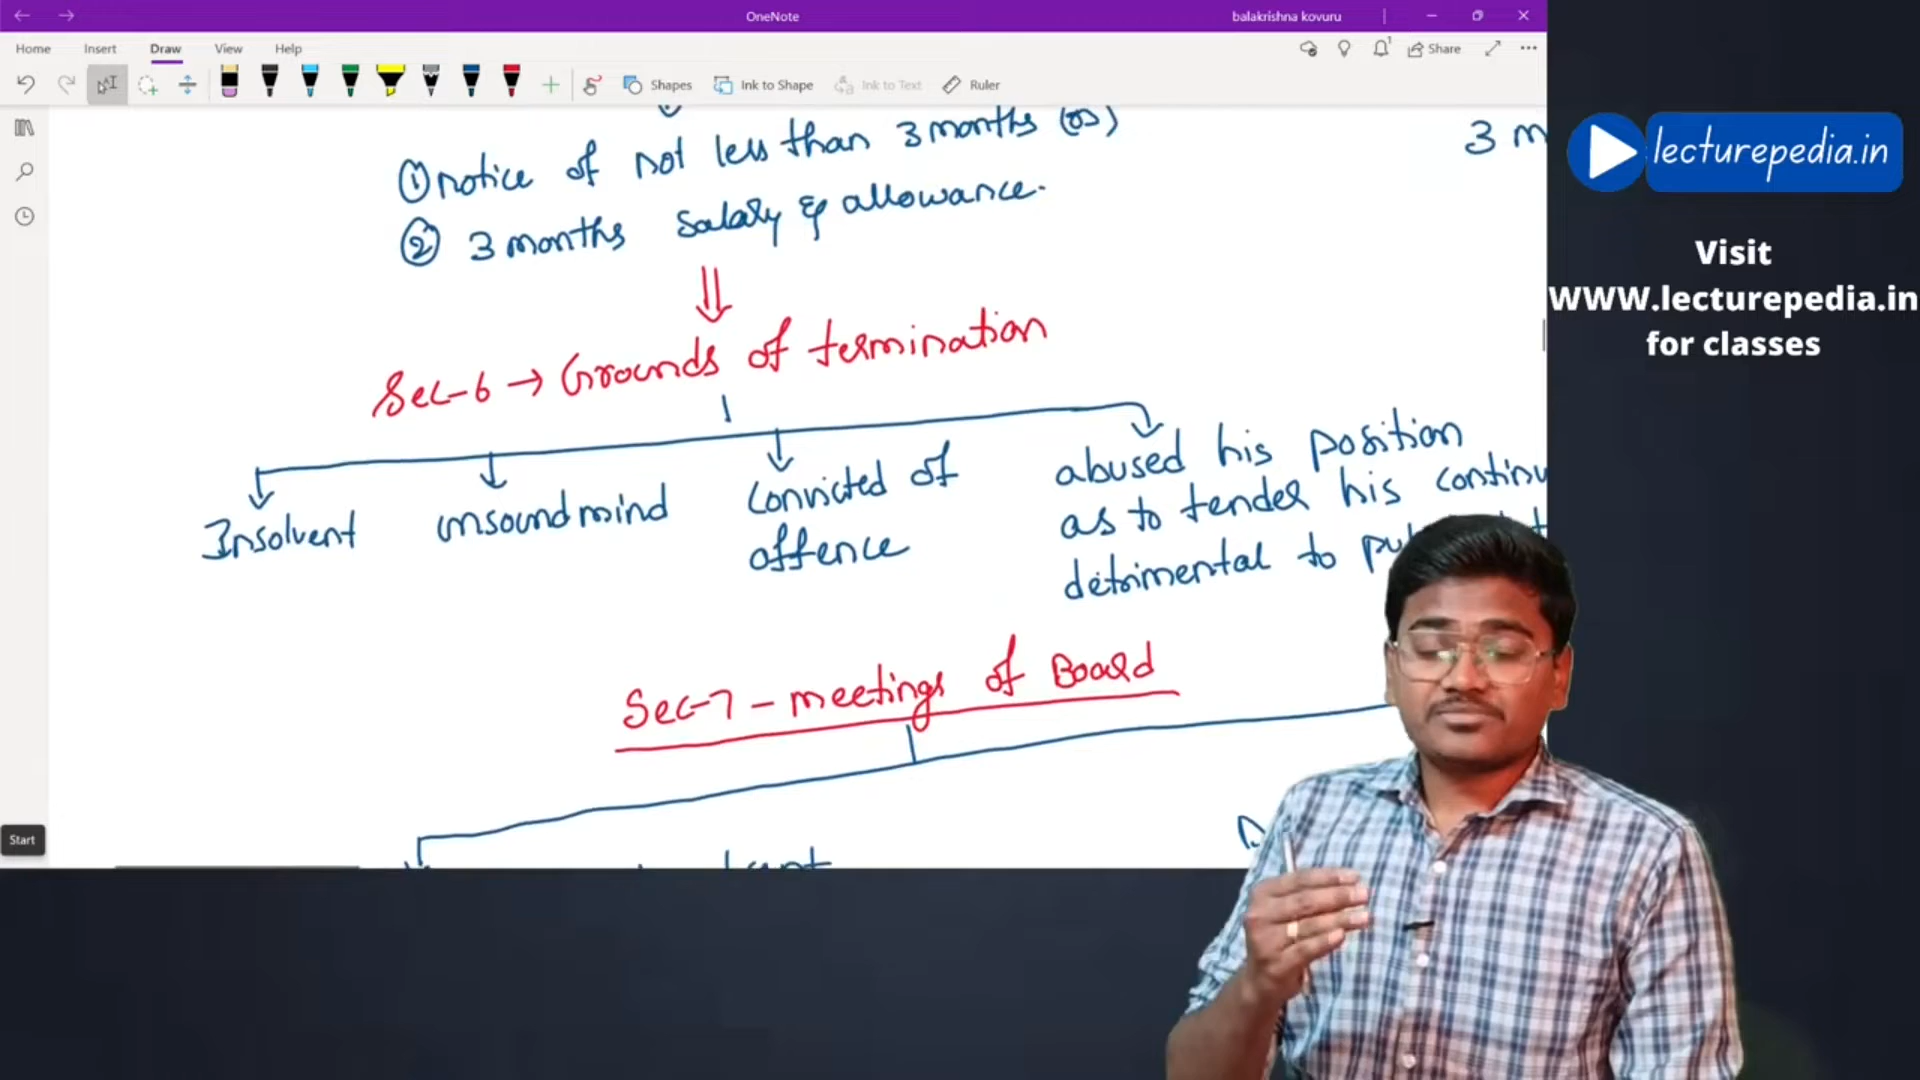 OneNote
balakrishna kovuru
Home Insert Draw View Help
1
Share
Shapes Ink to Shape Ink to Text Ruler
① notice of not less than 3 months (or)
② 3 months salary & allowance.
3 m
Sec-6 → Grounds of termination
Insolvent
unsound mind
Convicted of
offence
abused his position
as to tender his continu
detrimental to pu
Sec-7 - meetings of Board
Start
lecturepedia.in
Visit
WWW.lecturepedia.in
for classes